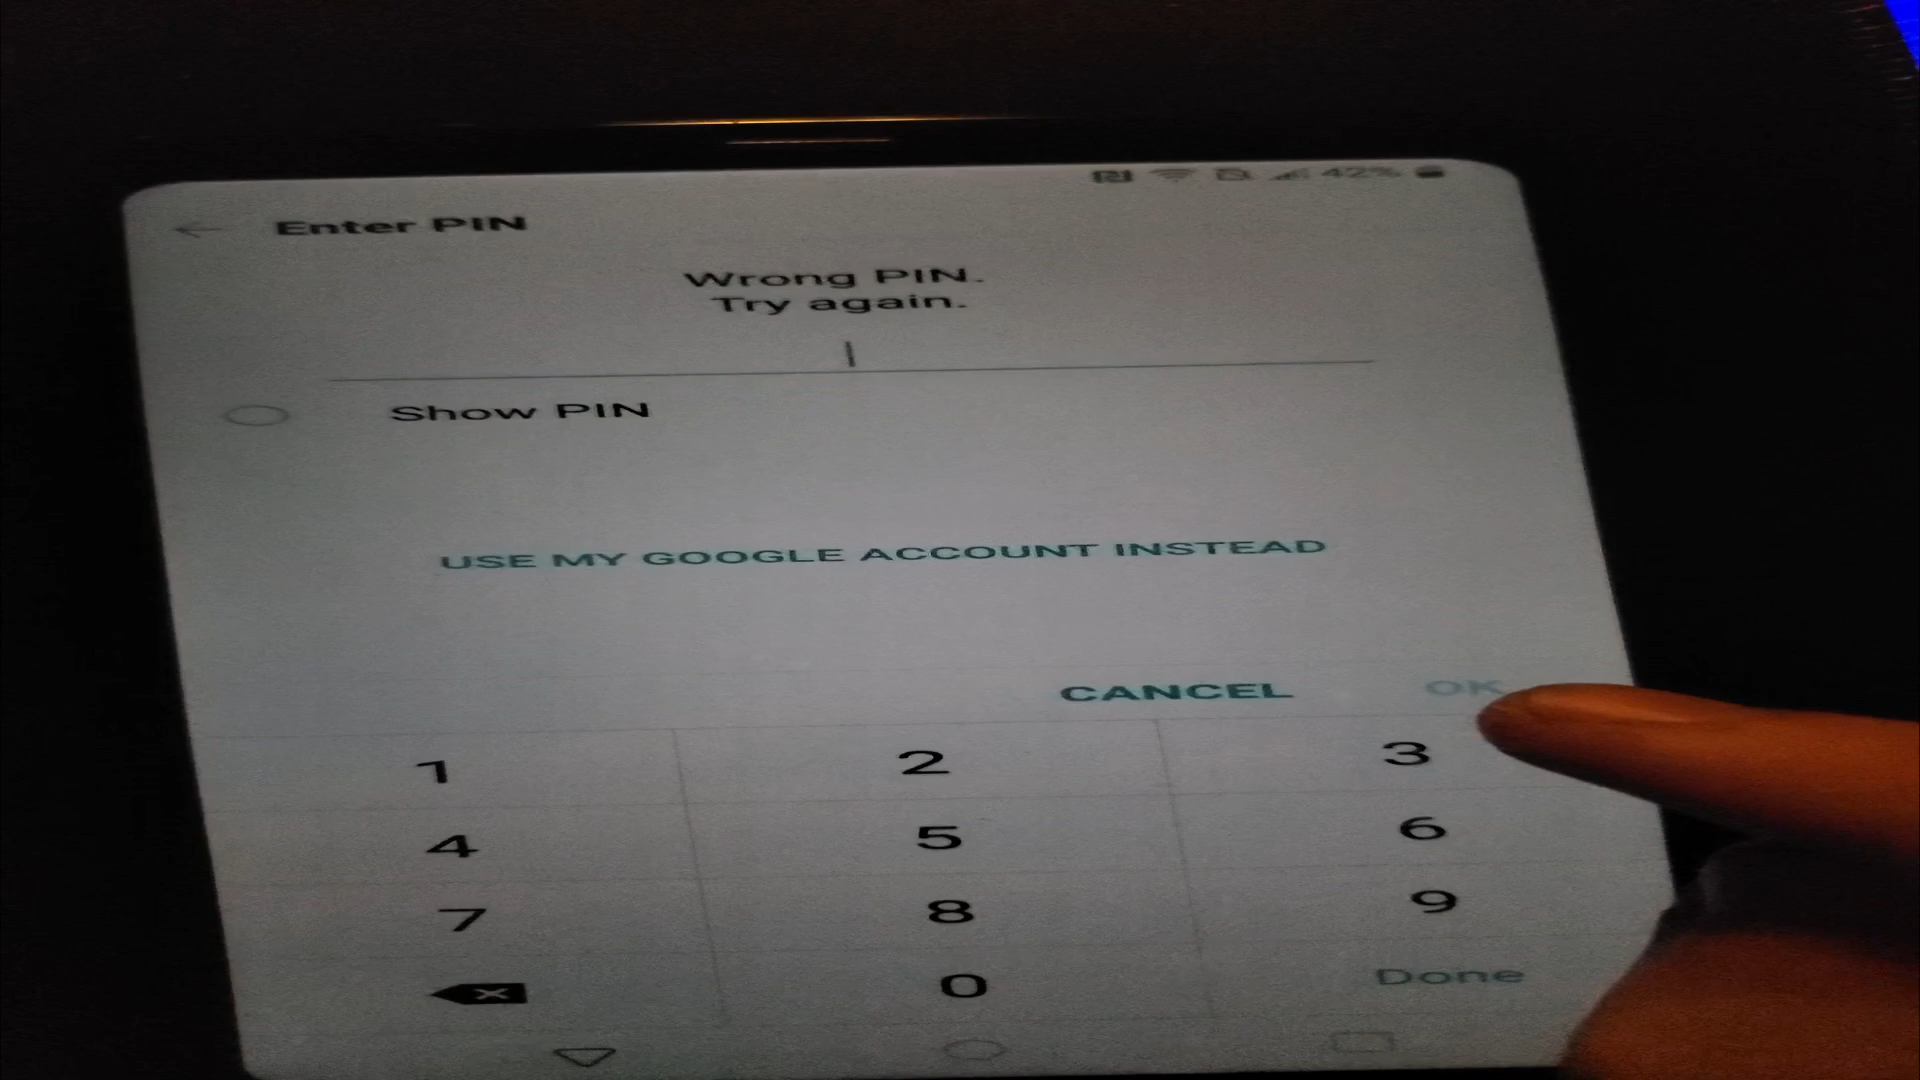 42%
Enter PIN
Wrong PIN.
Try again.
Show PIN
USE MY GOOGLE ACCOUNT INSTEAD
CANCEL OK
1 2 3
4 5 6
7 8 9
0 Done